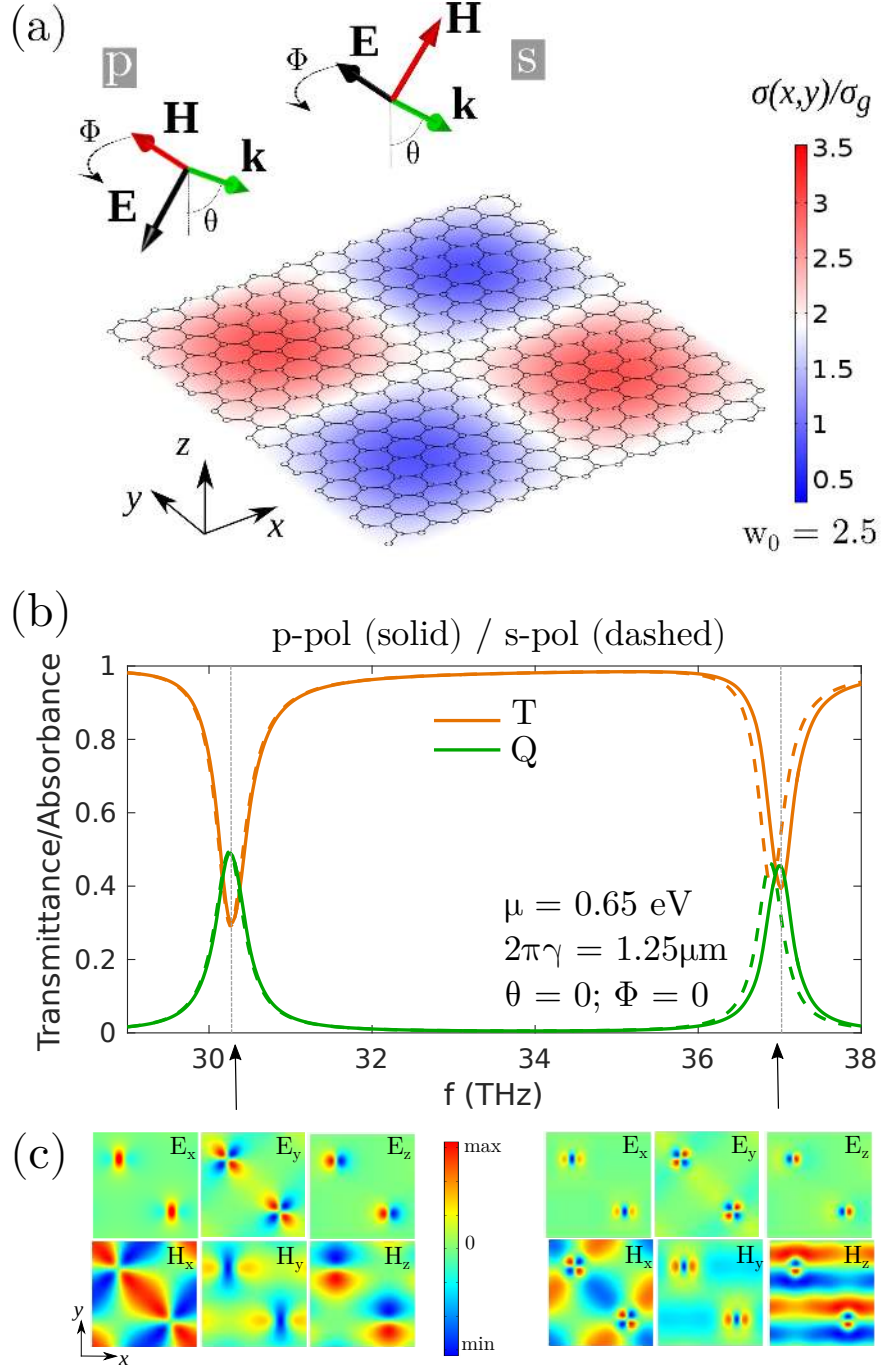 (a)
p
s
Φ
H
E
k
θ
Φ
E
H
k
θ
σ(x,y)/σg
3.5
3
2.5
2
1.5
1
0.5
w₀ = 2.5
z
y
x
(b)
p-pol (solid) / s-pol (dashed)
Transmittance/Absorbance
1
0.8
0.6
0.4
0.2
0
T
Q
μ = 0.65 eV
2πγ = 1.25μm
θ = 0; Φ = 0
30
32
34
36
38
f (THz)
(c)
Ex
Ey
Ez
Hx
Hy
Hz
max
0
min
Ex
Ey
Ez
Hx
Hy
Hz
y
x